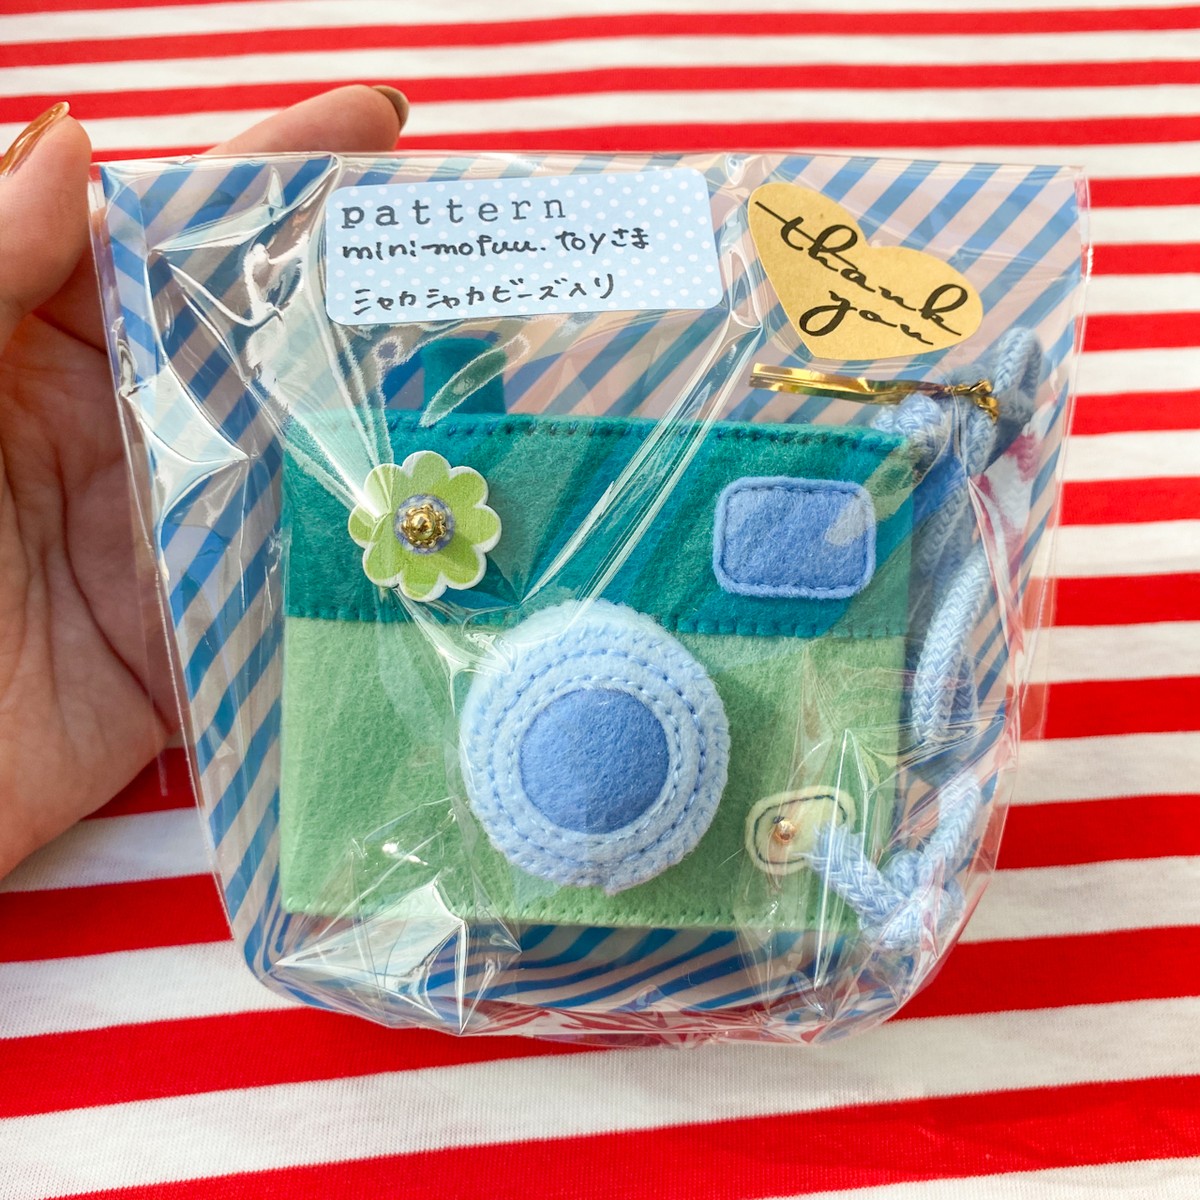 pattern
mini-mofuu.toyさま
シャカシャカビーズ入り
thank
you